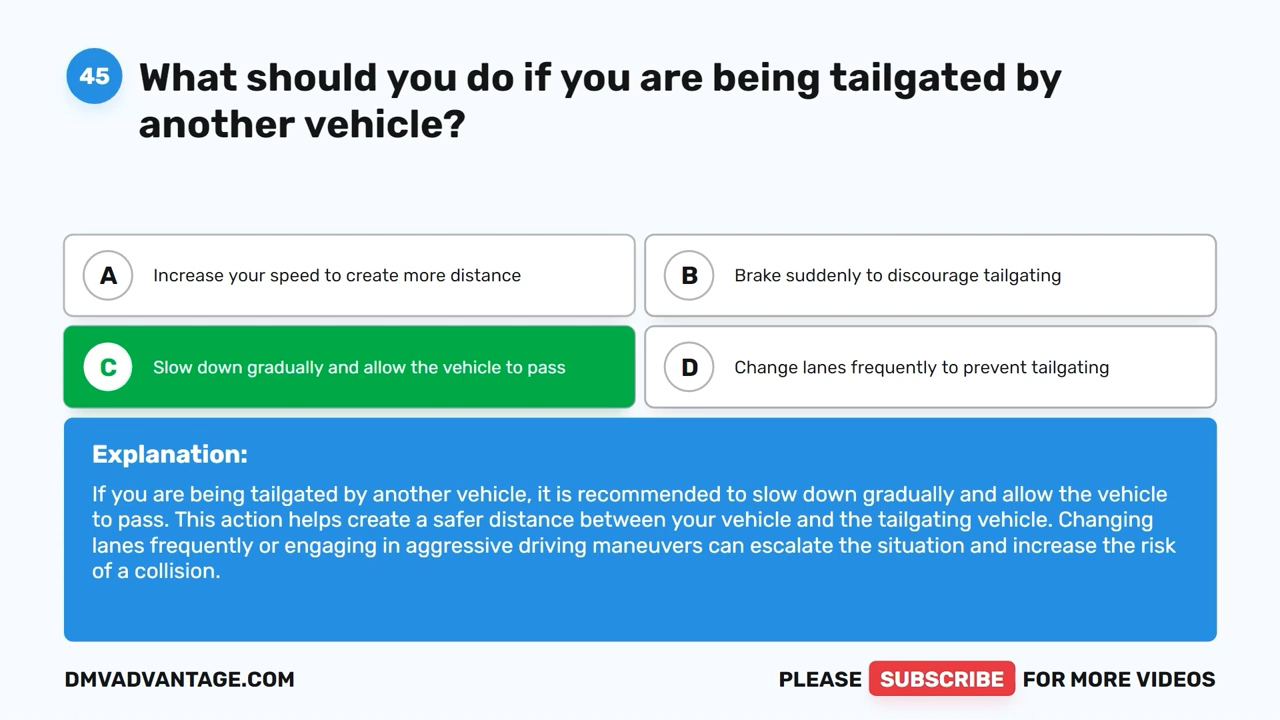 45
What should you do if you are being tailgated by
another vehicle?
A
Increase your speed to create more distance
B
Brake suddenly to discourage tailgating
C
Slow down gradually and allow the vehicle to pass
D
Change lanes frequently to prevent tailgating
Explanation:
If you are being tailgated by another vehicle, it is recommended to slow down gradually and allow the vehicle
to pass. This action helps create a safer distance between your vehicle and the tailgating vehicle. Changing
lanes frequently or engaging in aggressive driving maneuvers can escalate the situation and increase the risk
of a collision.
DMVADVANTAGE.COM
PLEASE SUBSCRIBE FOR MORE VIDEOS